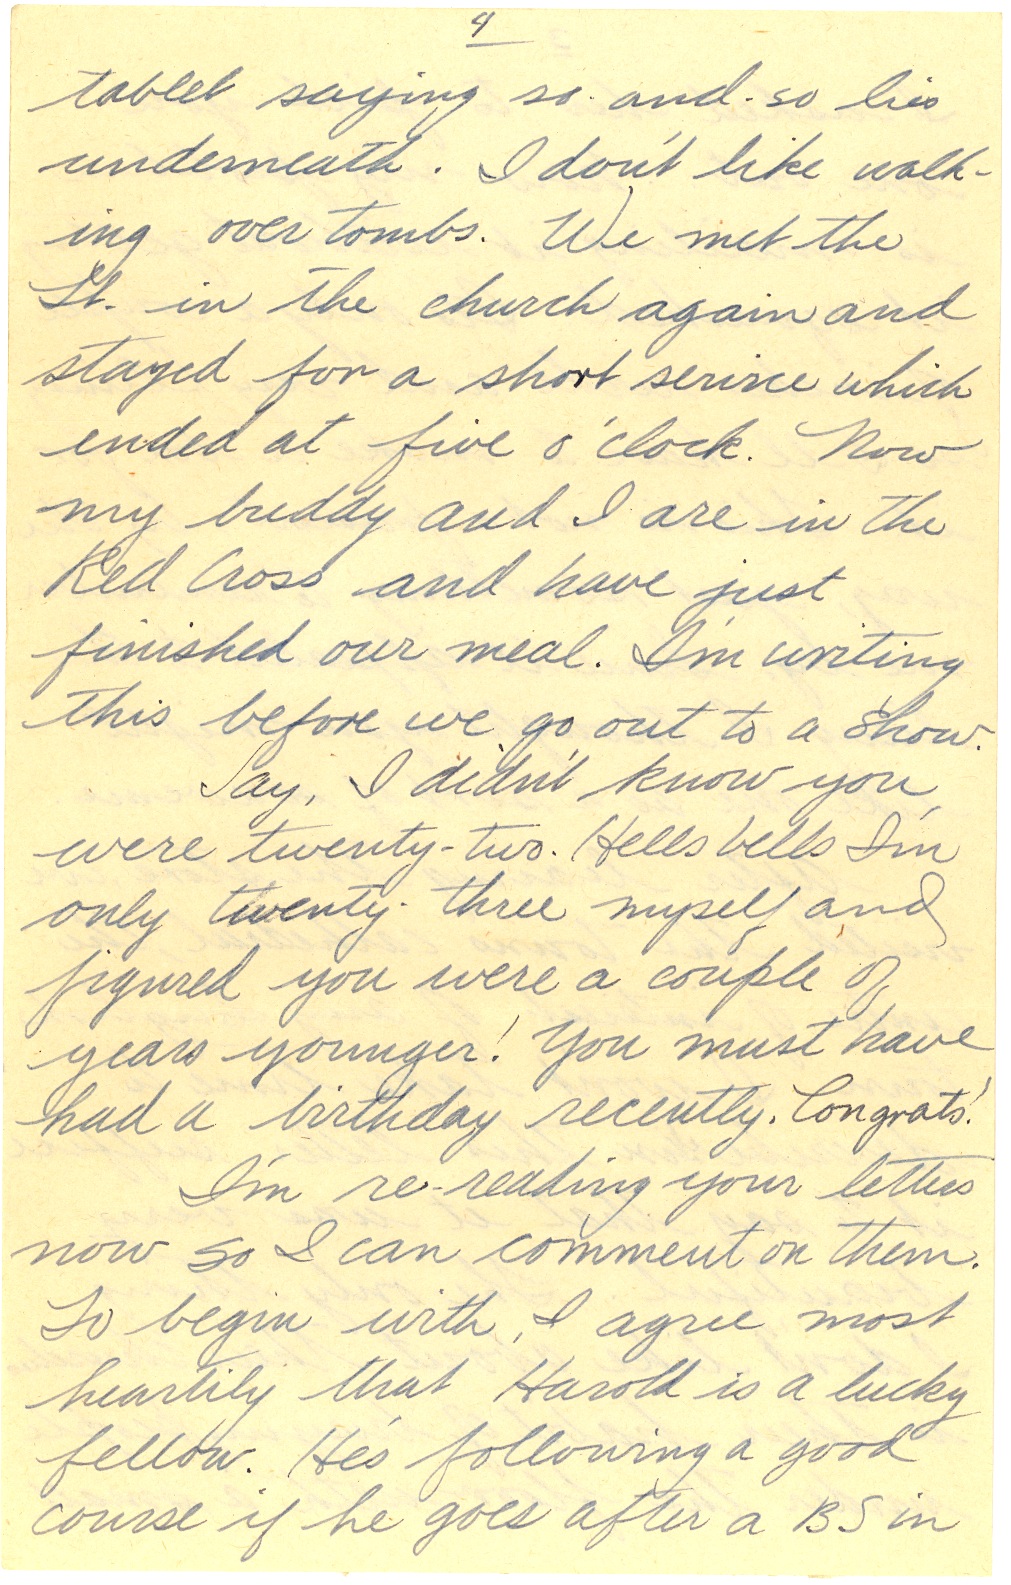 4
tablet saying so-and-so lies
underneath. I don't like walk-
ing over tombs. We met the
Lt. in the church again and
stayed for a short serivce which
ended at five o'clock. Now
my buddy and I are in the
Red Cross and have just
finished our meal. I'm writing
this before we go out to a show.
Say, I didn't know you
were twenty-two. Hells bells I'm
only twenty-three myself and
figured you were a couple of
years younger! You must have
had a birthday recently. Congrats!
I'm re-reading your letters
now so I can comment on them.
To begin with, I agree most
heartily that Harold is a lucky
fellow. He's following a good
course if he goes after a BS in